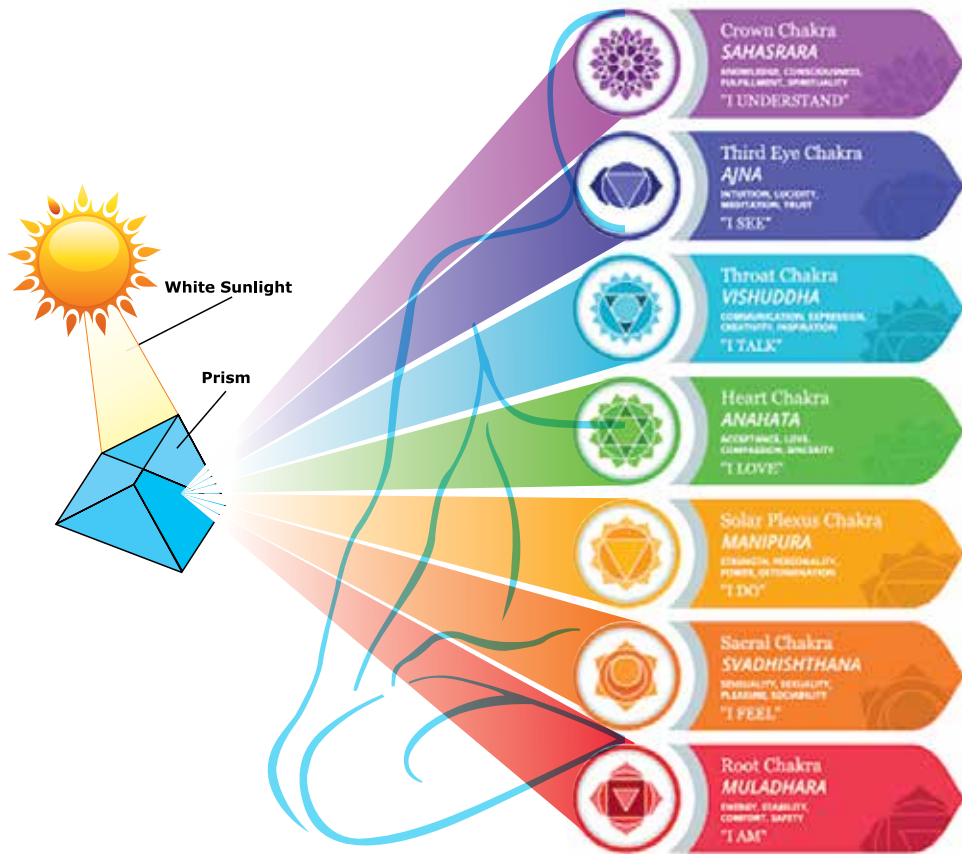 White Sunlight
Prism
Crown Chakra
SAHASRARA
KNOWLEDGE, CONSCIOUSNESS,
FULFILLMENT, SPIRITUALITY
"I UNDERSTAND"
Third Eye Chakra
AJNA
INTUITION, LUCIDITY,
MEDITATION, TRUST
"I SEE"
Throat Chakra
VISHUDDHA
COMMUNICATION, EXPRESSION,
CREATIVITY, INSPIRATION
"I TALK"
Heart Chakra
ANAHATA
ACCEPTANCE, LOVE,
COMPASSION, SINCERITY
"I LOVE"
Solar Plexus Chakra
MANIPURA
STRENGTH, PERSONALITY,
POWER, DETERMINATION
"I DO"
Sacral Chakra
SVADHISHTHANA
SENSUALITY, SEXUALITY,
PLEASURE, SOCIABILITY
"I FEEL"
Root Chakra
MULADHARA
ENERGY, STABILITY,
COMFORT, SAFETY
"I AM"